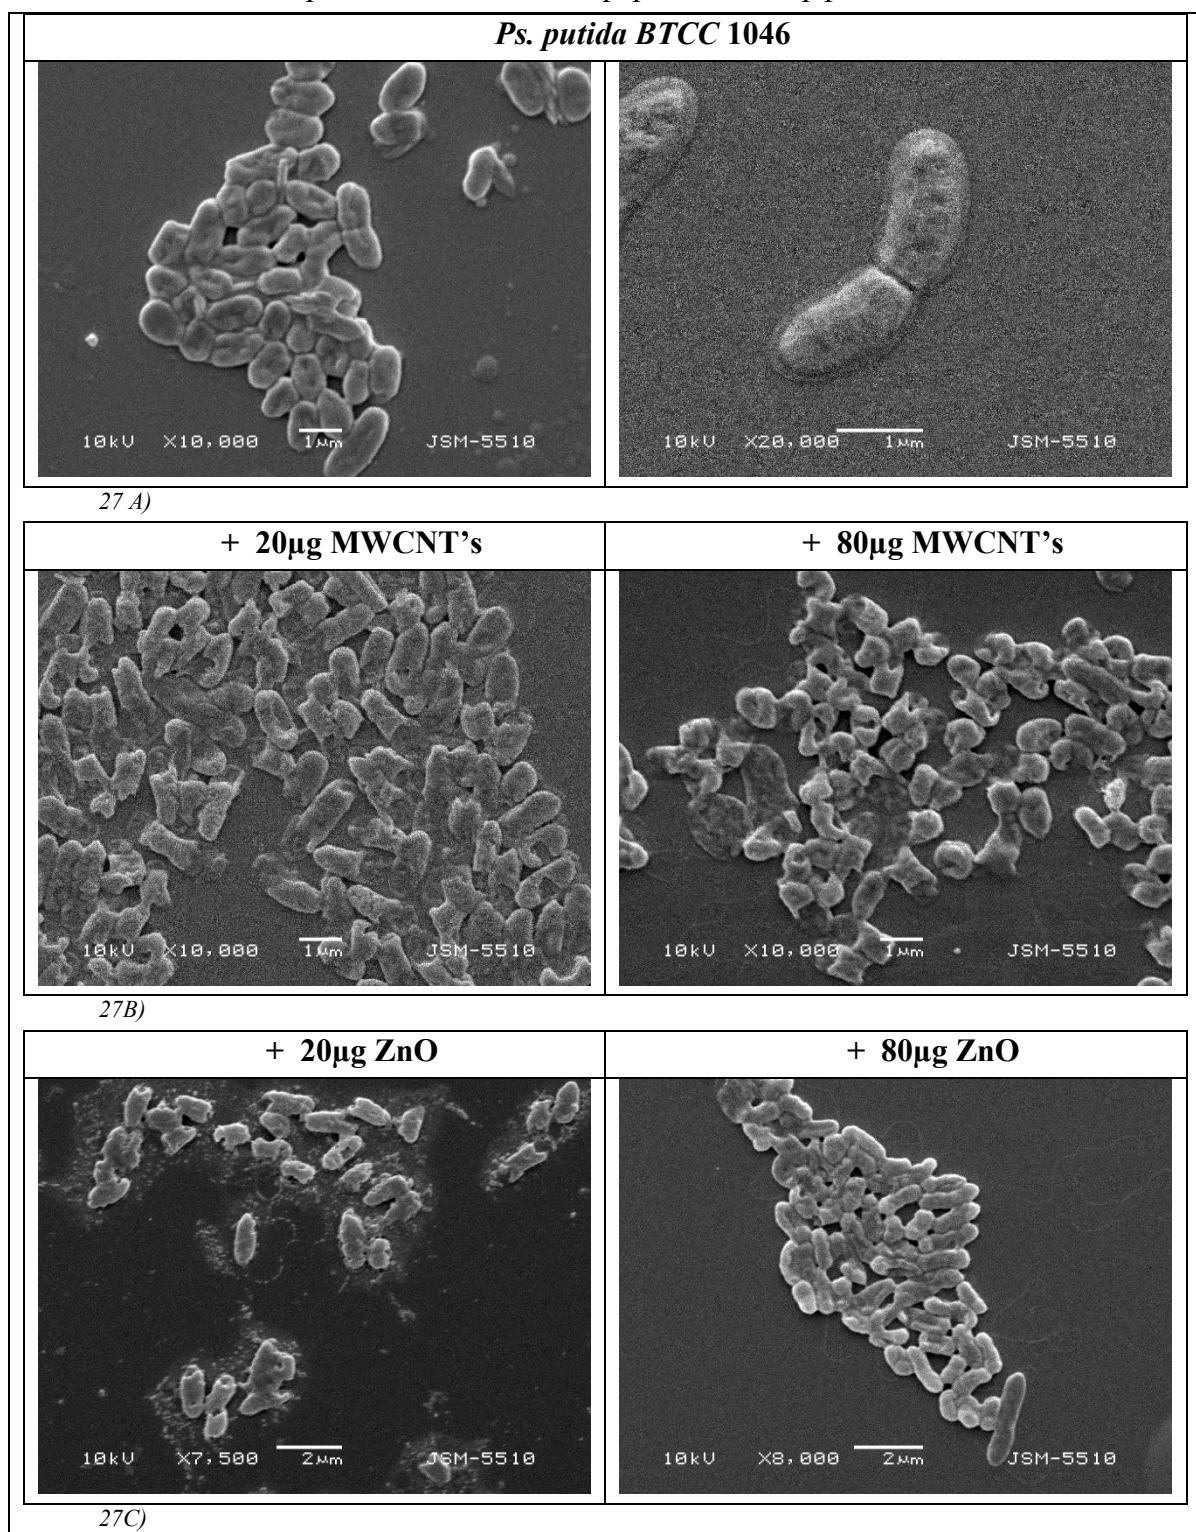 Ps. putida BTCC 1046
10kV X10,000 1µm JSM-5510
10kV X20,000 1µm JSM-5510
27 A)
+ 20µg MWCNT’s
+ 80µg MWCNT’s
10kV X10,000 1µm JSM-5510
10kV X10,000 1µm JSM-5510
27B)
+ 20µg ZnO
+ 80µg ZnO
10kV X7,500 2µm JSM-5510
10kV X8,000 2µm JSM-5510
27C)